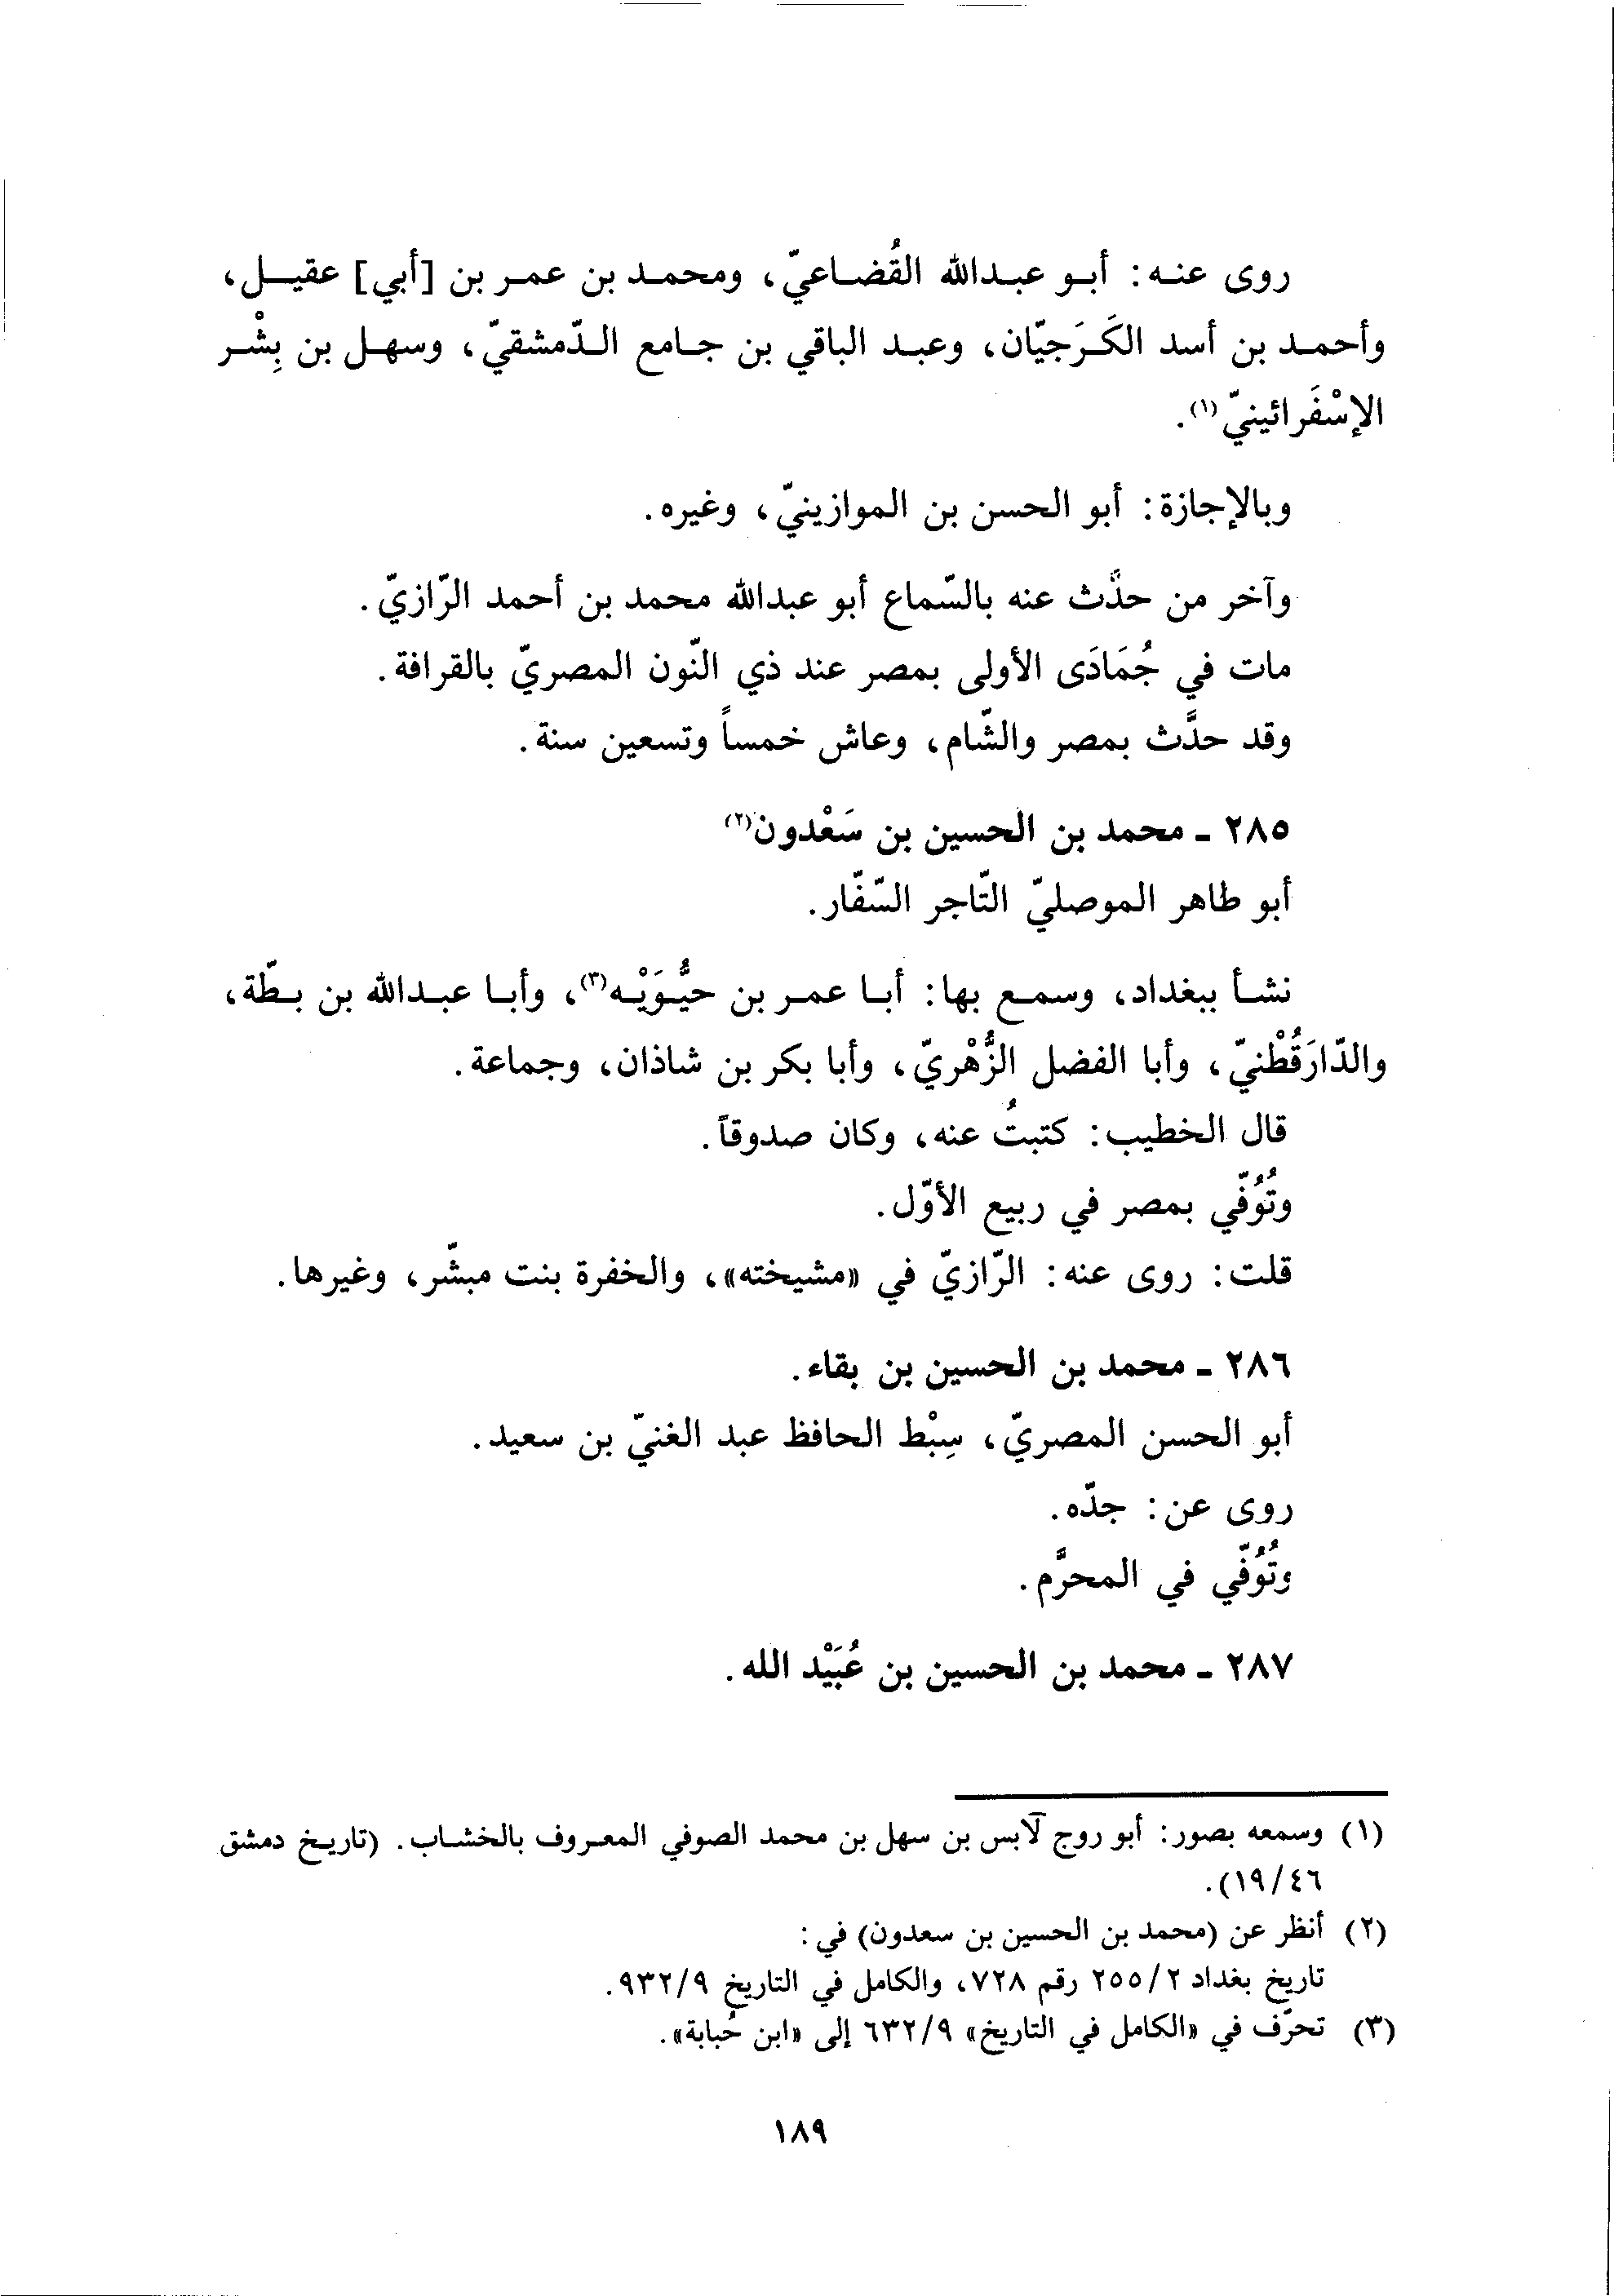 روى عنه: أبو عبدالله القُضاعيّ، ومحمد بن عمر بن [أبي] عقيل،
وأحمد بن أسد الكَرَجيّان، وعبد الباقي بن جامع الدّمشقيّ، وسهل بن بِشْر
الإسْفَرائينيّ(١).
وبالإجازة: أبو الحسن بن الموازينيّ، وغيره.
وآخر من حدَّث عنه بالسّماع أبو عبدالله محمد بن أحمد الرّازيّ.
مات في جُمَادَى الأولى بمصر عند ذي النّون المصريّ بالقرافة.
وقد حدَّث بمصر والشّام، وعاش خمساً وتسعين سنة.
٢٨٥ - محمد بن الحسين بن سَعْدون(٢)
أبو طاهر الموصليّ التّاجر السّفّار.
نشأ ببغداد، وسمع بها: أبا عمر بن حيُّوَيْه(٣)، وأبا عبدالله بن بطّة،
والدّارَقُطْنيّ، وأبا الفضل الزُّهْريّ، وأبا بكر بن شاذان، وجماعة.
قال الخطيب: كتبتُ عنه، وكان صدوقاً.
وتُوُفّي بمصر في ربيع الأوّل.
قلت: روى عنه: الرّازيّ في «مشيخته»، والخفرة بنت مبشّر، وغيرها.
٢٨٦ - محمد بن الحسين بن بقاء.
أبو الحسن المصريّ، سِبْط الحافظ عبد الغنيّ بن سعيد.
روى عن: جدّه.
وتُوُفّي في المحرَّم.
٢٨٧ - محمد بن الحسين بن عُبَيْد الله.
(١) وسمعه بصور: أبو روح لآبس بن سهل بن محمد الصوفي المعروف بالخشاب. (تاريخ دمشق
١٩/٤٦).
(٢) أنظر عن (محمد بن الحسين بن سعدون) في:
تاريخ بغداد ٢٥٥/٢ رقم ٧٢٨، والكامل في التاريخ ٩٣٢/٩.
(٣) تحرّف في «الكامل في التاريخ» ٦٣٢/٩ إلى «ابن حُبابة».
١٨٩